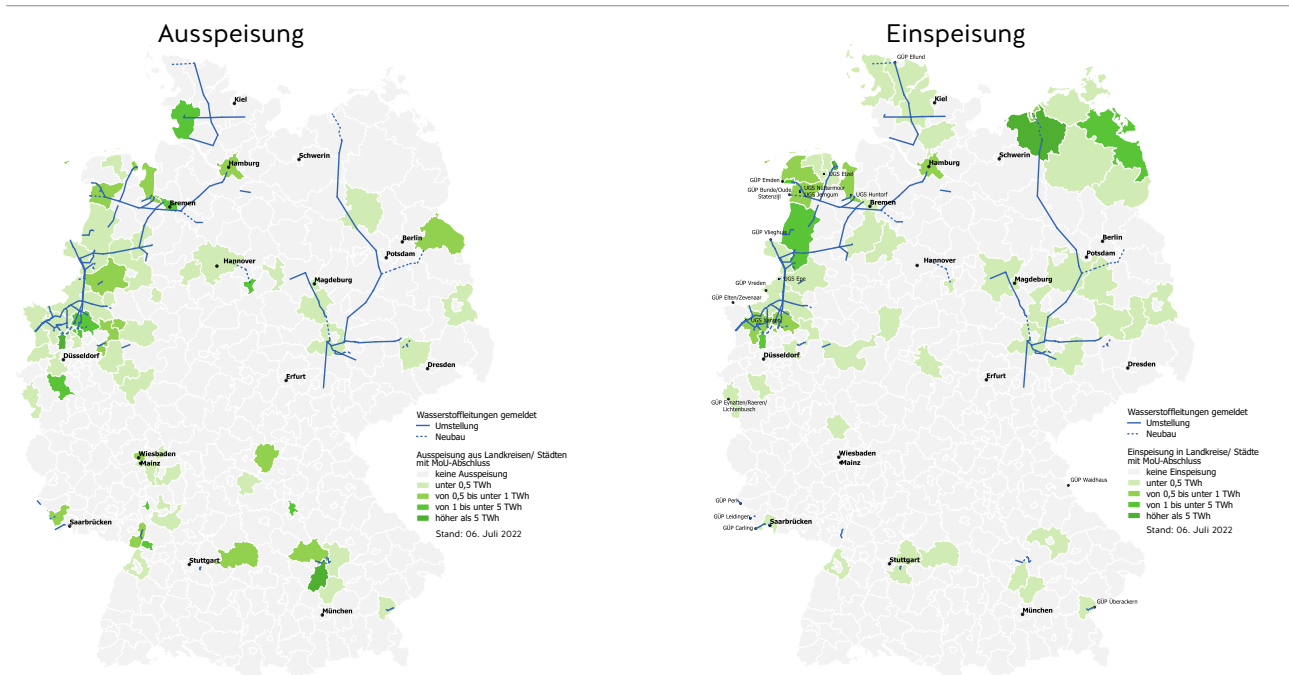 Ausspeisung
Kiel
Schwerin
Hamburg
Bremen
Berlin
Potsdam
Hannover
Magdeburg
Düsseldorf
Dresden
Erfurt
Wiesbaden
Mainz
Saarbrücken
Stuttgart
München
Wasserstoffleitungen gemeldet
Umstellung
Neubau
Ausspeisung aus Landkreisen/ Städten
mit MoU-Abschluss
keine Ausspeisung
unter 0,5 TWh
von 0,5 bis unter 1 TWh
von 1 bis unter 5 TWh
höher als 5 TWh
Stand: 06. Juli 2022
Einspeisung
GÜP Ellund
Kiel
Schwerin
Hamburg
UGS Etzel
GÜP Emden
UGS Nüttermoor
GÜP Bunde/Oude
Statenzijl
UGS Jemgum
UGS Huntorf
Bremen
GÜP Vlieghuis
Berlin
Potsdam
Hannover
UGS Epe
Magdeburg
GÜP Vreden
GÜP Elten/Zevenaar
Düsseldorf
Dresden
Erfurt
GÜP Eynatten/Raeren/
Lichtenbusch
Wiesbaden
Mainz
GÜP Waidhaus
GÜP Perl
GÜP Leidingen
GÜP Carling
Saarbrücken
Stuttgart
GÜP Überackern
München
Wasserstoffleitungen gemeldet
Umstellung
Neubau
Einspeisung in Landkreise/ Städte
mit MoU-Abschluss
keine Einspeisung
unter 0,5 TWh
von 0,5 bis unter 1 TWh
von 1 bis unter 5 TWh
höher als 5 TWh
Stand: 06. Juli 2022